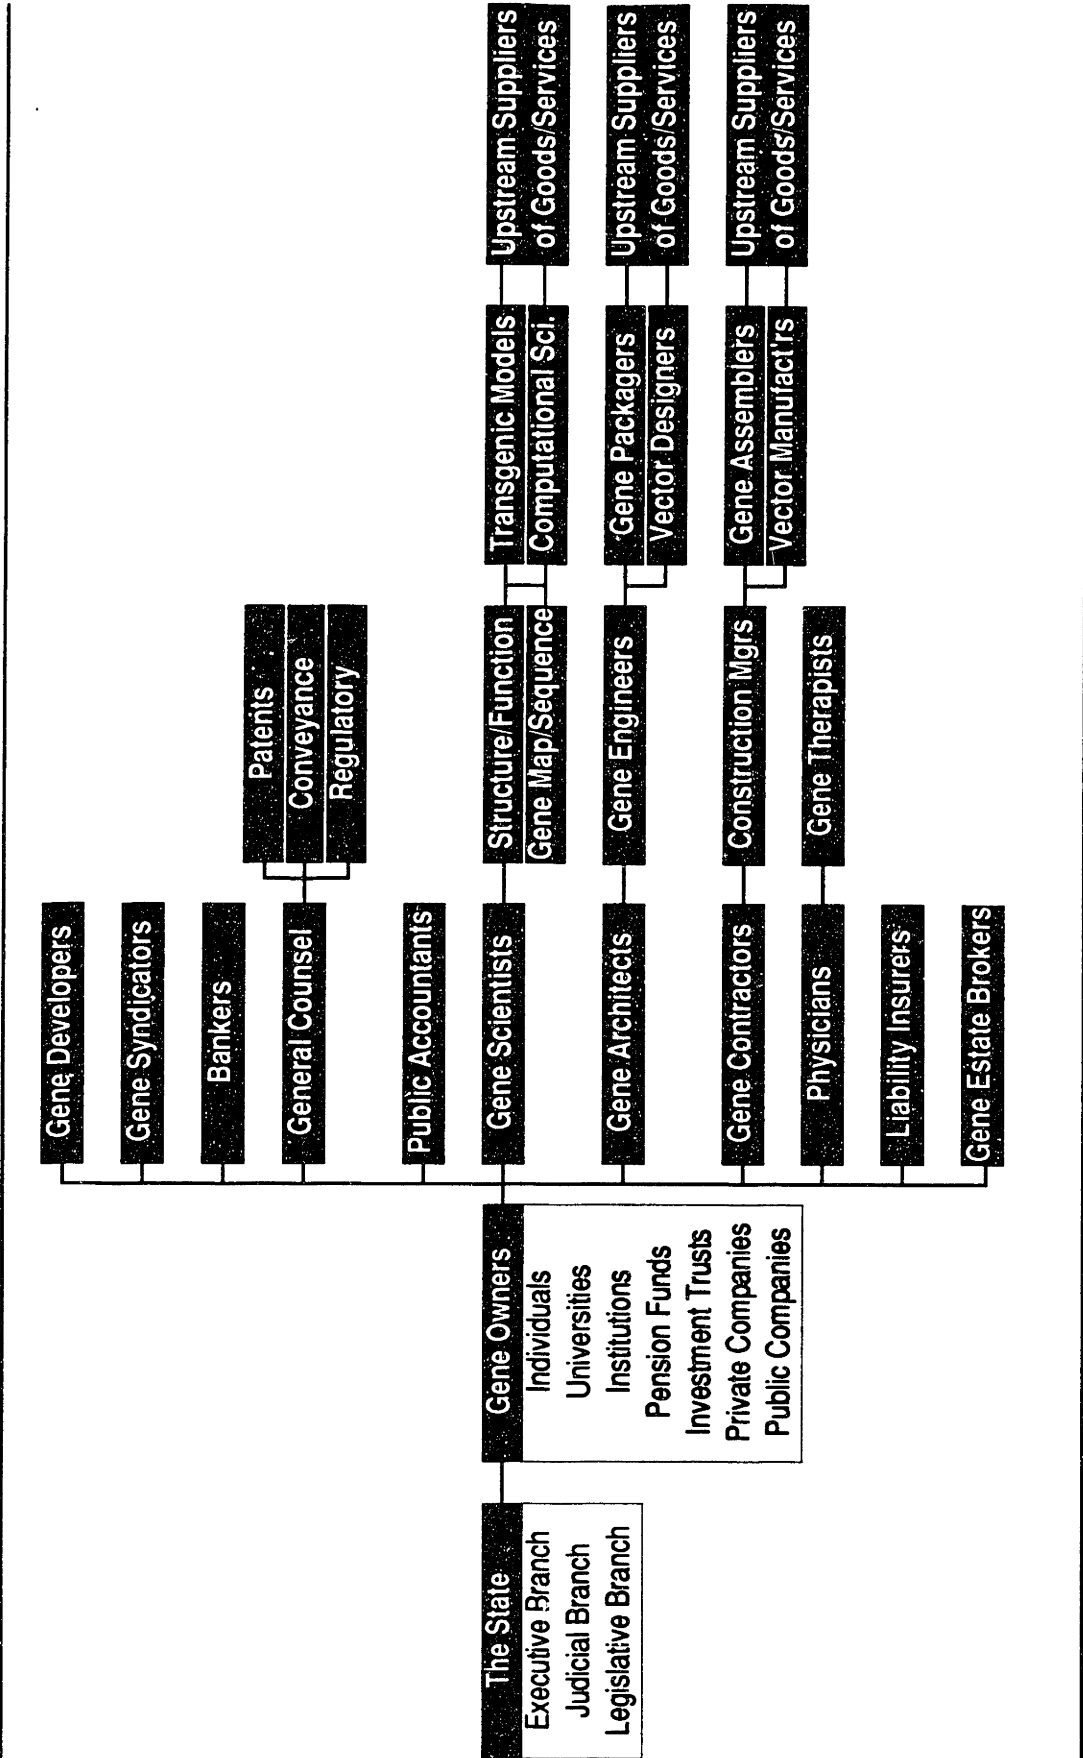 The State
Executive Branch
Judicial Branch
Legislative Branch
Gene Owners
Individuals
Universities
Institutions
Pension Funds
Investment Trusts
Private Companies
Public Companies
Gene Developers
Gene Syndicators
Bankers
General Counsel
Public Accountants
Gene Scientists
Gene Architects
Gene Contractors
Physicians
Liability Insurers
Gene Estate Brokers
Patents
Conveyance
Regulatory
Structure/Function
Gene Map/Sequence
Gene Engineers
Construction Mgrs
Gene Therapists
Transgenic Models
Computational Sci.
Gene Packagers
Vector Designers
Gene Assemblers
Vector Manufact'rs
Upstream Suppliers
of Goods/Services
Upstream Suppliers
of Goods/Services
Upstream Suppliers
of Goods/Services